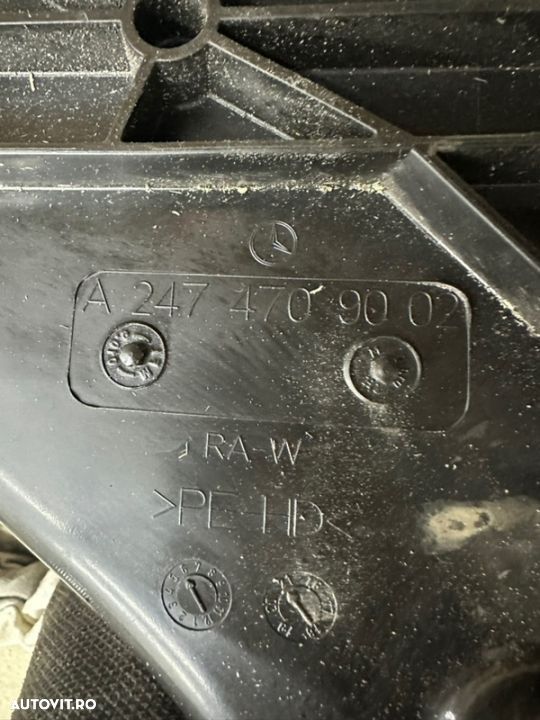 A 247 470 90 02
RA-W
>PE-HD<
AUTOVIT.RO